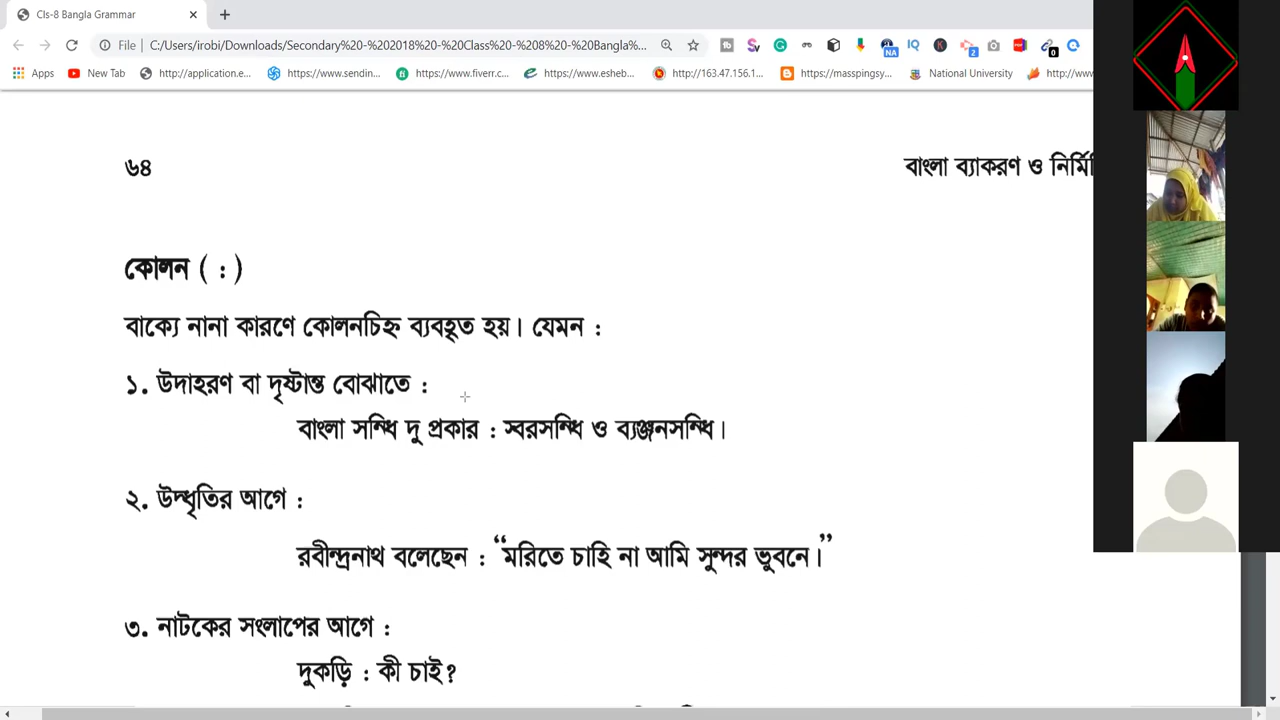 Cls-8 Bangla Grammar
File | C:/Users/irobi/Downloads/Secondary%20-%202018%20-%20Class%20-%208%20-%20Bangla%...
Apps New Tab http://application.e... https://www.sendin... https://www.fiverr.c... https://www.esheb... http://163.47.156.1... https://masspingsy... National University http://www
৬৪ বাংলা ব্যাকরণ ও
কোলন ( : )
বাক্যে নানা কারণে কোলনচিহ্ন ব্যবহৃত হয়। যেমন :
১. উদাহরণ বা দৃষ্টান্ত বোঝাতে :
বাংলা সন্ধি দু প্রকার : স্বরসন্ধি ও ব্যঞ্জনসন্ধি।
২. উদ্ধৃতির আগে :
রবীন্দ্রনাথ বলেছেন : “মরিতে চাহি না আমি সুন্দর ভুবনে।”
৩. নাটকের সংলাপের আগে :
দুকড়ি : কী চাই?